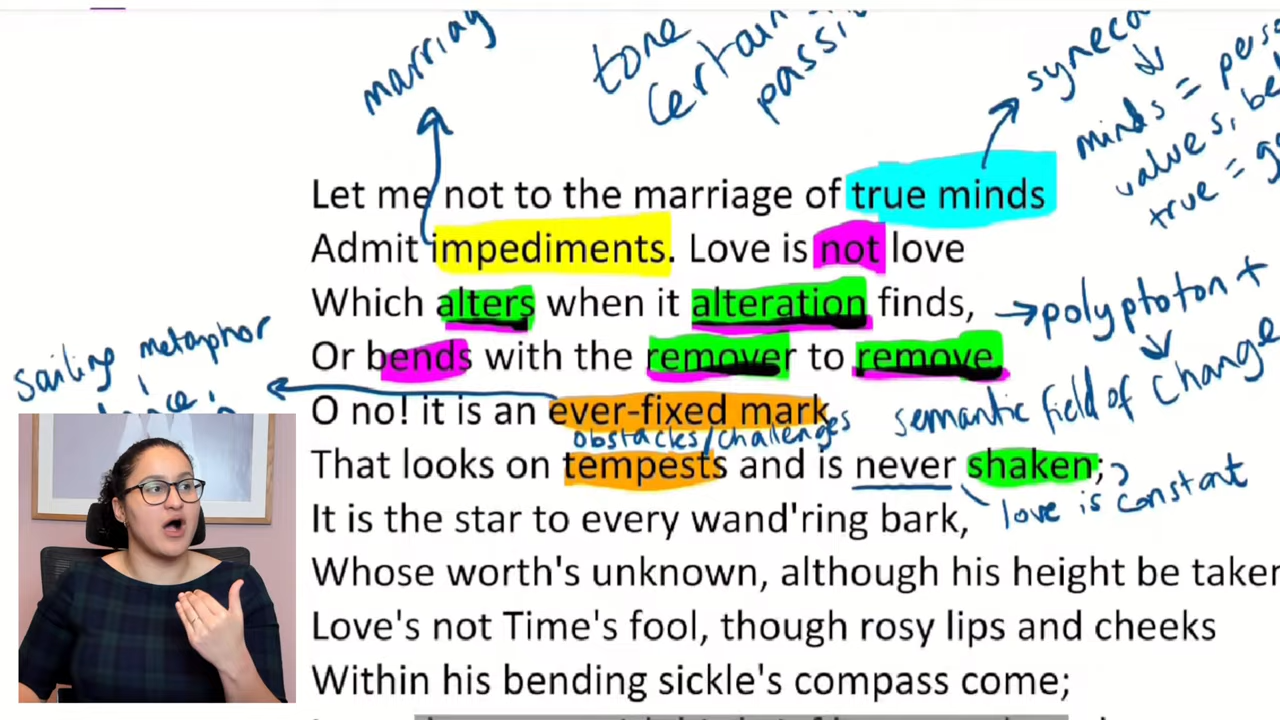 marriag
tone
certain
passi
syneco
minds = perso
values, be
true = g
Let me not to the marriage of true minds
Admit impediments. Love is not love
Which alters when it alteration finds,
Or bends with the remover to remove.
O no! it is an ever-fixed mark
That looks on tempests and is never shaken;
It is the star to every wand'ring bark,
Whose worth's unknown, although his height be taken
Love's not Time's fool, though rosy lips and cheeks
Within his bending sickle's compass come;
polyptoton +
semantic field of change
sailing metaphor
obstacles/challenges
love is constant